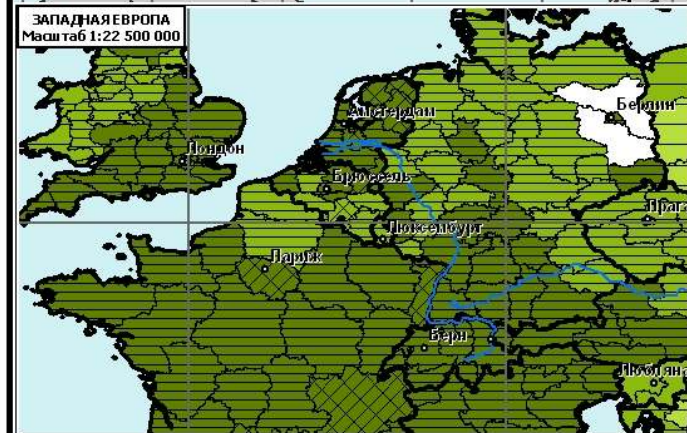 ЗАПАДНАЯ ЕВРОПА
Масштаб 1:22 500 000
Берлин
Амстердам
Лондон
Брюссель
Прага
Люксембург
Париж
Берн
Любляна